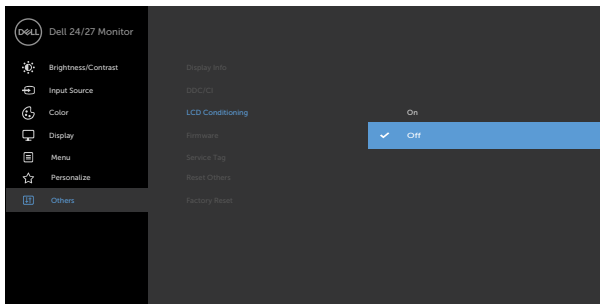 DELL
Dell 24/27 Monitor
Brightness/Contrast
Input Source
Color
Display
Menu
Personalize
Others
Display Info
DDC/CI
LCD Conditioning
Firmware
Service Tag
Reset Others
Factory Reset
On
Off